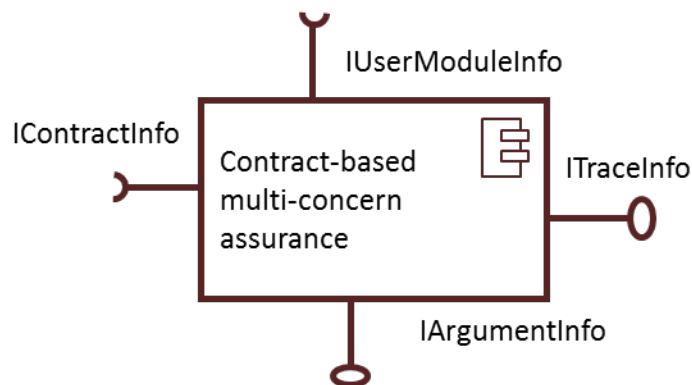 IUserModuleInfo
IContractInfo
Contract-based
multi-concern
assurance
ITraceInfo
IArgumentInfo